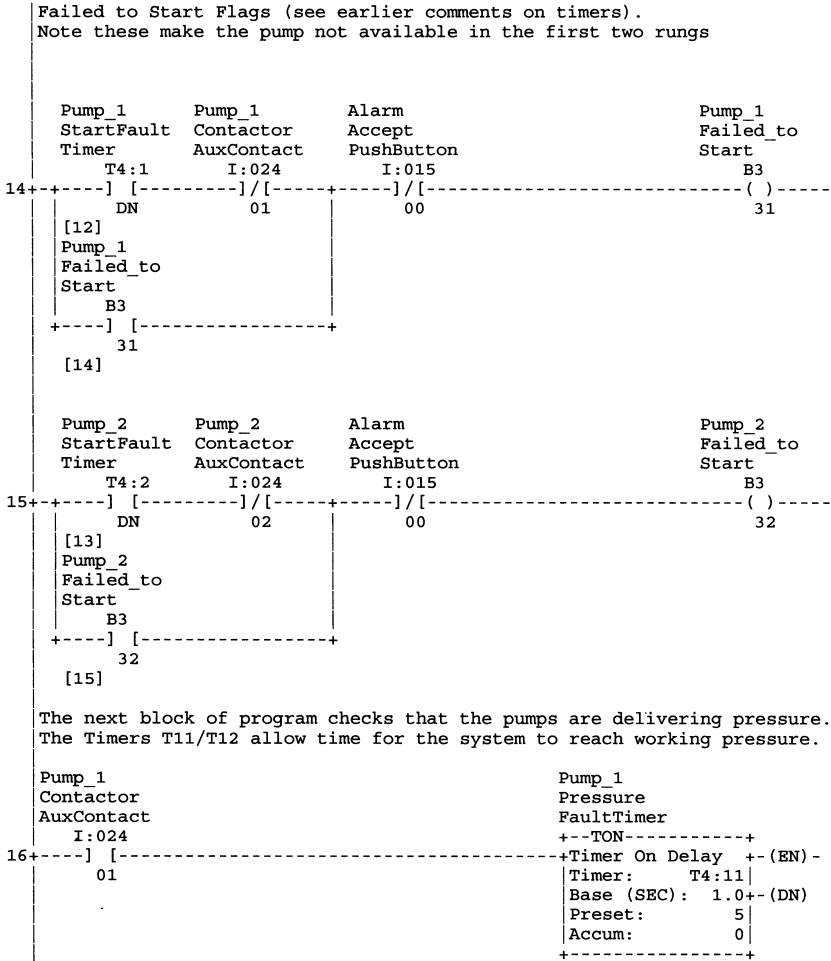 Failed to Start Flags (see earlier comments on timers).
Note these make the pump not available in the first two rungs
Pump_1 Pump_1 Alarm Pump_1
StartFault Contactor Accept Failed_to
Timer AuxContact PushButton Start
T4:1 I:024 I:015 B3
14+-+----] [---------]/[-----+-----]/[----------------------------( )-----
DN 01 00 31
[12]
Pump_1
Failed_to
Start
B3
+----] [-----------------+
31
[14]
Pump_2 Pump_2 Alarm Pump_2
StartFault Contactor Accept Failed_to
Timer AuxContact PushButton Start
T4:2 I:024 I:015 B3
15+-+----] [---------]/[-----+-----]/[----------------------------( )-----
DN 02 00 32
[13]
Pump_2
Failed_to
Start
B3
+----] [-----------------+
32
[15]
The next block of program checks that the pumps are delivering pressure.
The Timers T11/T12 allow time for the system to reach working pressure.
Pump_1 Pump_1
Contactor Pressure
AuxContact FaultTimer
I:024 +--TON-----------+
16+----] [---------------------------------------+Timer On Delay +-(EN)-
01 |Timer: T4:11|
|Base (SEC): 1.0+-(DN)
|Preset: 5|
|Accum: 0|
+----------------+